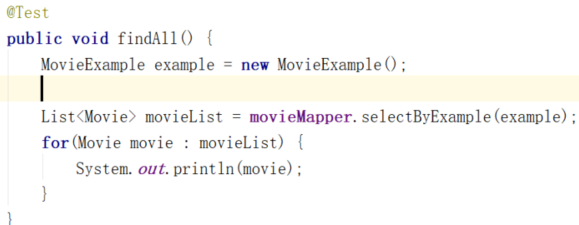 @Test
public void findAll() {
    MovieExample example = new MovieExample();

    List<Movie> movieList = movieMapper.selectByExample(example);
    for(Movie movie : movieList) {
        System.out.println(movie);
    }
}